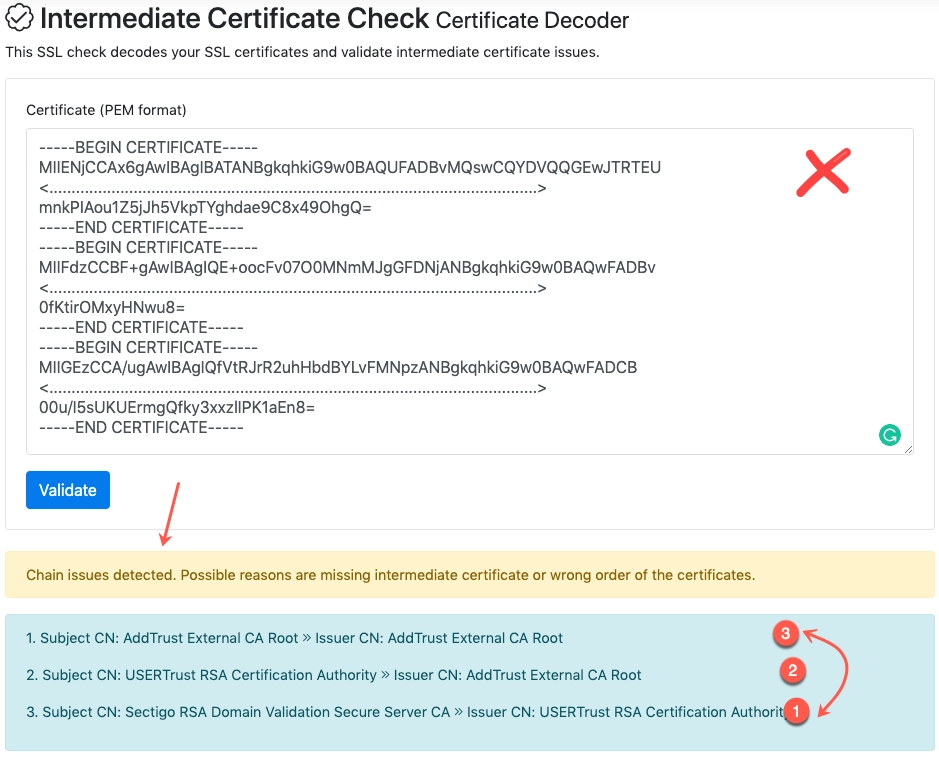 Intermediate Certificate Check Certificate Decoder
This SSL check decodes your SSL certificates and validate intermediate certificate issues.
Certificate (PEM format)
-----BEGIN CERTIFICATE-----
MIIENjCCAx6gAwIBAgIBATANBgkqhkiG9w0BAQUFADBvMQswCQYDVQQGEwJTRTEU
<............................................................................................................>
mnkPIAou1Z5jJh5VkpTYghdae9C8x49OhgQ=
-----END CERTIFICATE-----
-----BEGIN CERTIFICATE-----
MIIFdzCCBF+gAwIBAgIQE+oocFv07O0MNmMJgGFDNjANBgkqhkiG9w0BAQwFADBv
<............................................................................................................>
0fKtirOMxyHNwu8=
-----END CERTIFICATE-----
-----BEGIN CERTIFICATE-----
MIIGEzCCA/ugAwIBAgIQfVtRJrR2uhHbdBYLvFMNpzANBgkqhkiG9w0BAQwFADCB
<............................................................................................................>
00u/I5sUKUErmgQfky3xxzIIPK1aEn8=
-----END CERTIFICATE-----
Validate
Chain issues detected. Possible reasons are missing intermediate certificate or wrong order of the certificates.
1. Subject CN: AddTrust External CA Root » Issuer CN: AddTrust External CA Root
3
2. Subject CN: USERTrust RSA Certification Authority » Issuer CN: AddTrust External CA Root
2
3. Subject CN: Sectigo RSA Domain Validation Secure Server CA » Issuer CN: USERTrust RSA Certification Authority
1